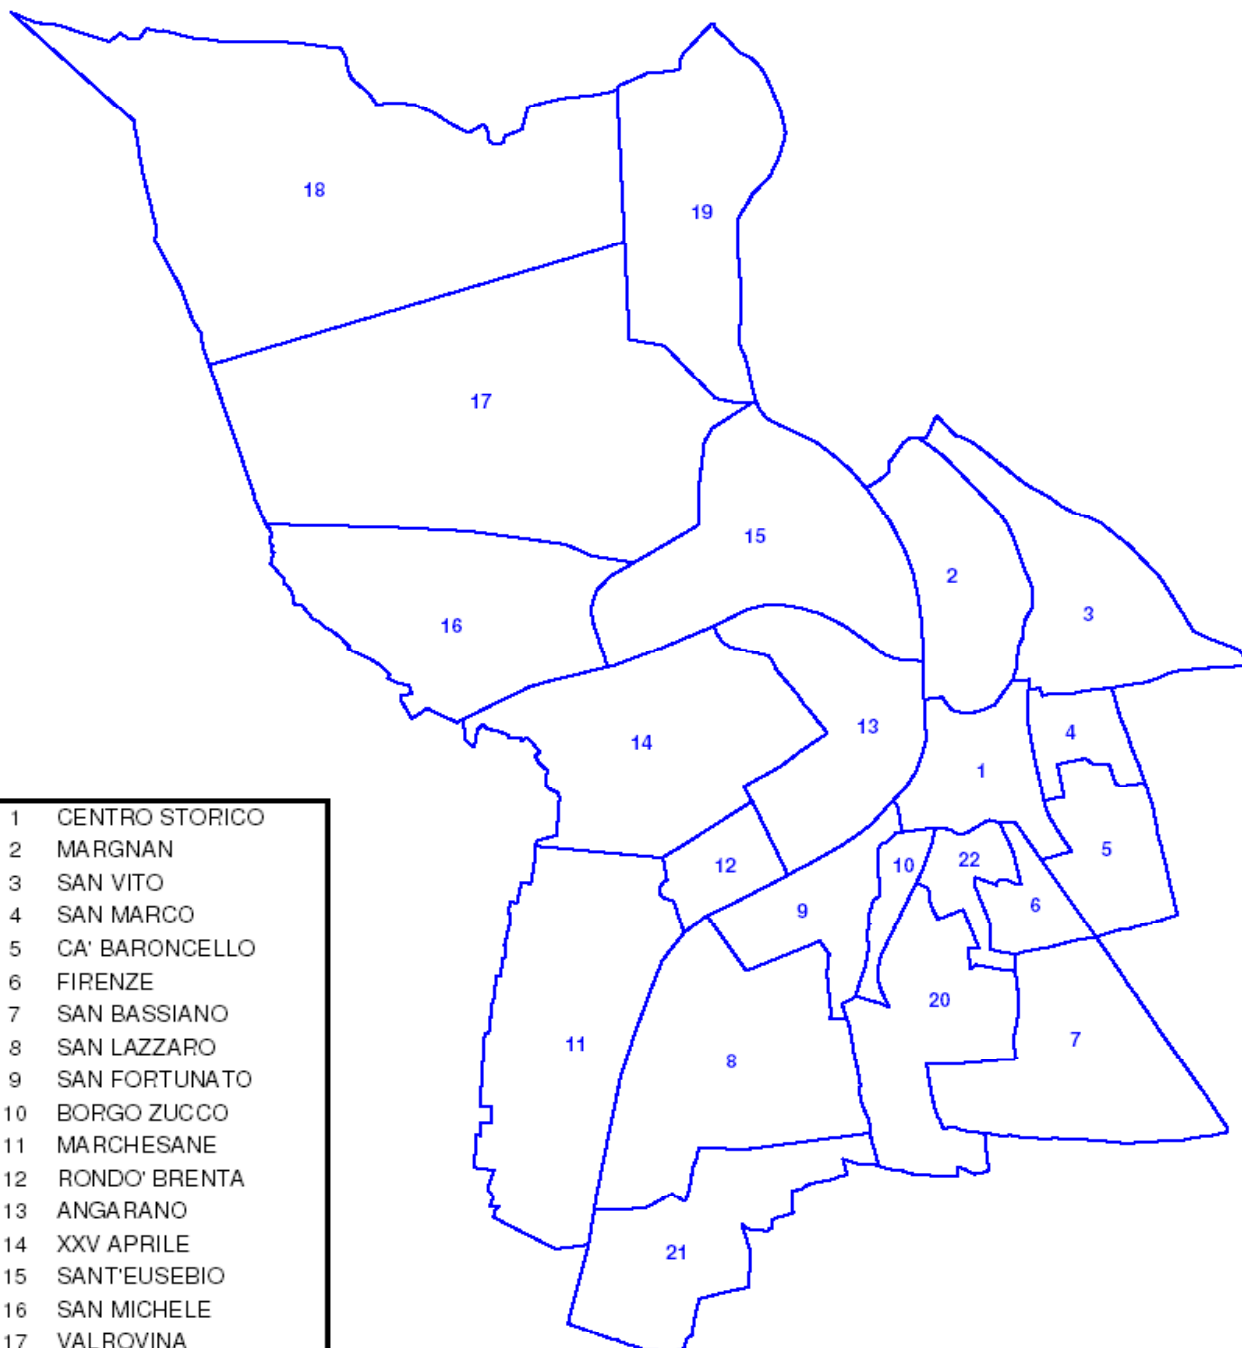 18
19
17
15
2
3
16
13
14
4
1
5
12
10
22
9
6
20
11
8
7
21
1 CENTRO STORICO
2 MARGNAN
3 SAN VITO
4 SAN MARCO
5 CA' BARONCELLO
6 FIRENZE
7 SAN BASSIANO
8 SAN LAZZARO
9 SAN FORTUNATO
10 BORGO ZUCCO
11 MARCHESANE
12 RONDO' BRENTA
13 ANGARANO
14 XXV APRILE
15 SANT'EUSEBIO
16 SAN MICHELE
17 VALROVINA